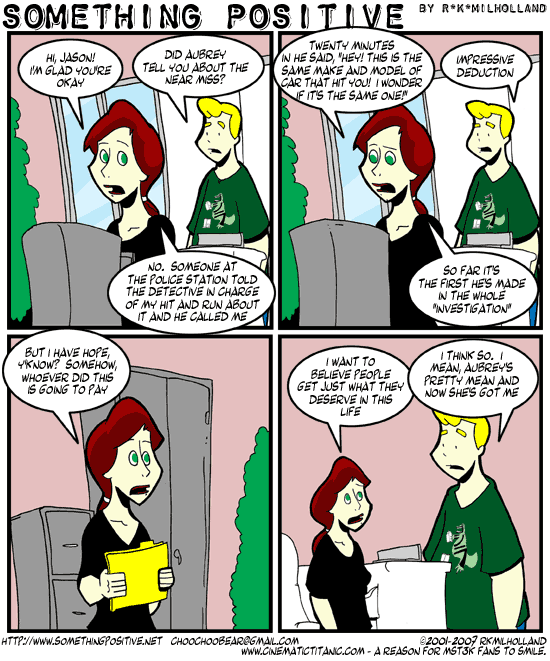 SOMETHING POSITIVE BY R*K*MILHOLLAND
HI, JASON!
I'M GLAD YOU'RE
OKAY
DID AUBREY
TELL YOU ABOUT THE
NEAR MISS?
NO. SOMEONE AT
THE POLICE STATION TOLD
THE DETECTIVE IN CHARGE
OF MY HIT AND RUN ABOUT
IT AND HE CALLED ME
TWENTY MINUTES
IN HE SAID, "HEY! THIS IS THE
SAME MAKE AND MODEL OF
CAR THAT HIT YOU! I WONDER
IF IT'S THE SAME ONE!"
IMPRESSIVE
DEDUCTION
SO FAR IT'S
THE FIRST HE'S MADE
IN THE WHOLE
"INVESTIGATION"
BUT I HAVE HOPE,
Y'KNOW? SOMEHOW,
WHOEVER DID THIS
IS GOING TO PAY
I WANT TO
BELIEVE PEOPLE
GET JUST WHAT THEY
DESERVE IN THIS
LIFE
I THINK SO. I
MEAN, AUBREY'S
PRETTY MEAN AND
NOW SHE'S GOT ME
HTTP://WWW.SOMETHINGPOSITIVE.NET CHOOCHOOBEAR@GMAIL.COM ©2001-2007 RKMILHOLLAND
WWW.CINEMATICTITANIC.COM - A REASON FOR MST3K FANS TO SMILE.